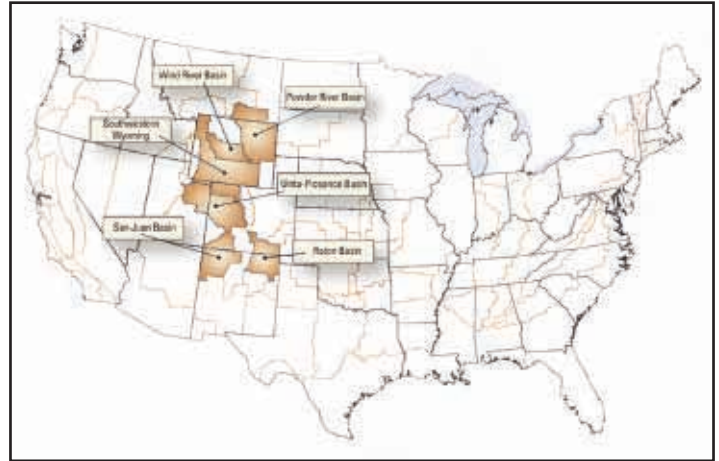 Wind River Basin
Powder River Basin
Southwestern
Wyoming
Uinta-Piceance Basin
San Juan Basin
Raton Basin